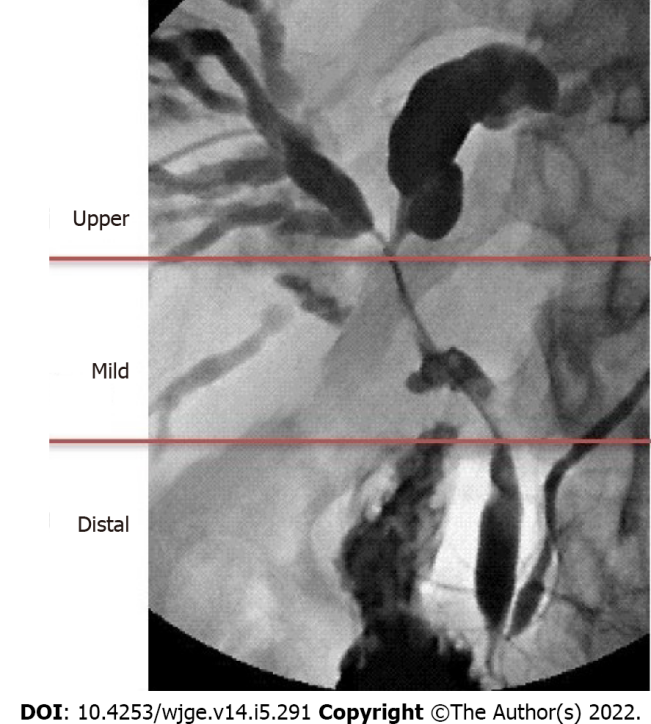 Upper
Mild
Distal
DOI: 10.4253/wjge.v14.i5.291 Copyright ©The Author(s) 2022.